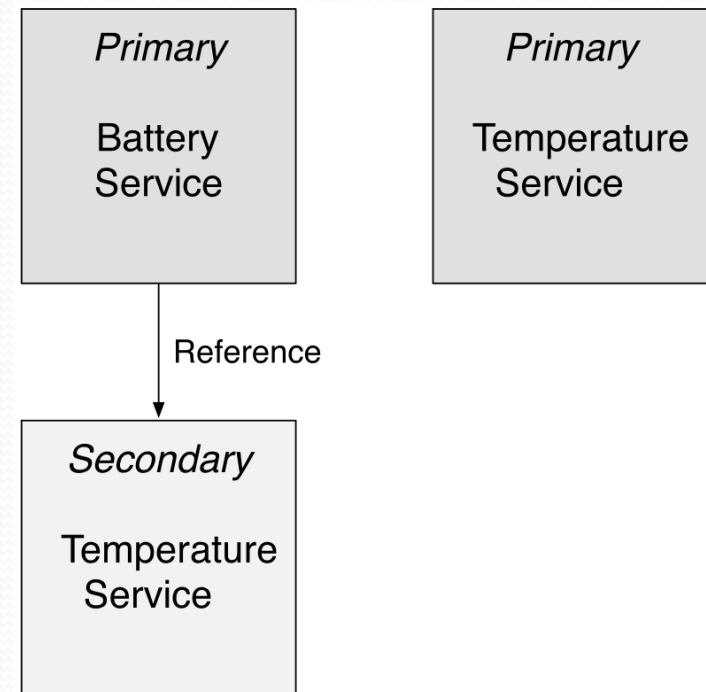 Primary
Battery
Service
Primary
Temperature
Service
Reference
Secondary
Temperature
Service